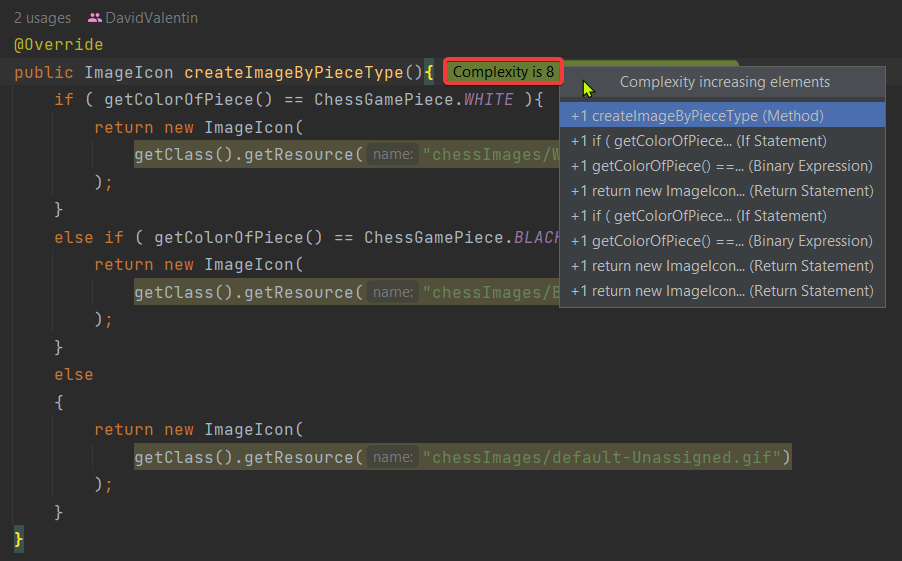 2 usages DavidValentin
@Override
public ImageIcon createImageByPieceType(){ Complexity is 8
if ( getColorOfPiece() == ChessGamePiece.WHITE ){
return new ImageIcon(
getClass().getResource( name: "chessImages/W
);
}
else if ( getColorOfPiece() == ChessGamePiece.BLACK
return new ImageIcon(
getClass().getResource( name: "chessImages/B
);
}
else
{
return new ImageIcon(
getClass().getResource( name: "chessImages/default-Unassigned.gif")
);
}
}
Complexity increasing elements
+1 createImageByPieceType (Method)
+1 if ( getColorOfPiece... (If Statement)
+1 getColorOfPiece() ==... (Binary Expression)
+1 return new ImageIcon... (Return Statement)
+1 if ( getColorOfPiece... (If Statement)
+1 getColorOfPiece() ==... (Binary Expression)
+1 return new ImageIcon... (Return Statement)
+1 return new ImageIcon... (Return Statement)